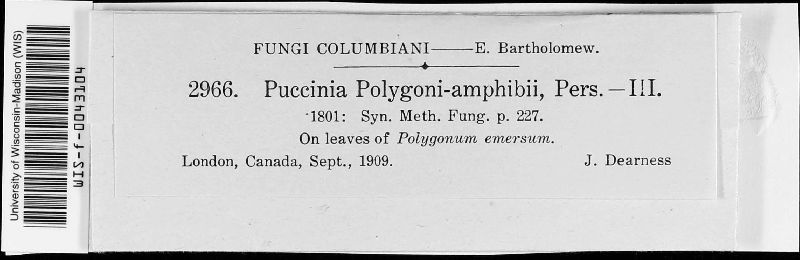 FUNGI COLUMBIANI——E. Bartholomew.
2966. Puccinia Polygoni-amphibii, Pers.—III.
1801: Syn. Meth. Fung. p. 227.
On leaves of Polygonum emersum.
London, Canada, Sept., 1909. J. Dearness
University of Wisconsin-Madison (WIS)
WIS-f-0043104